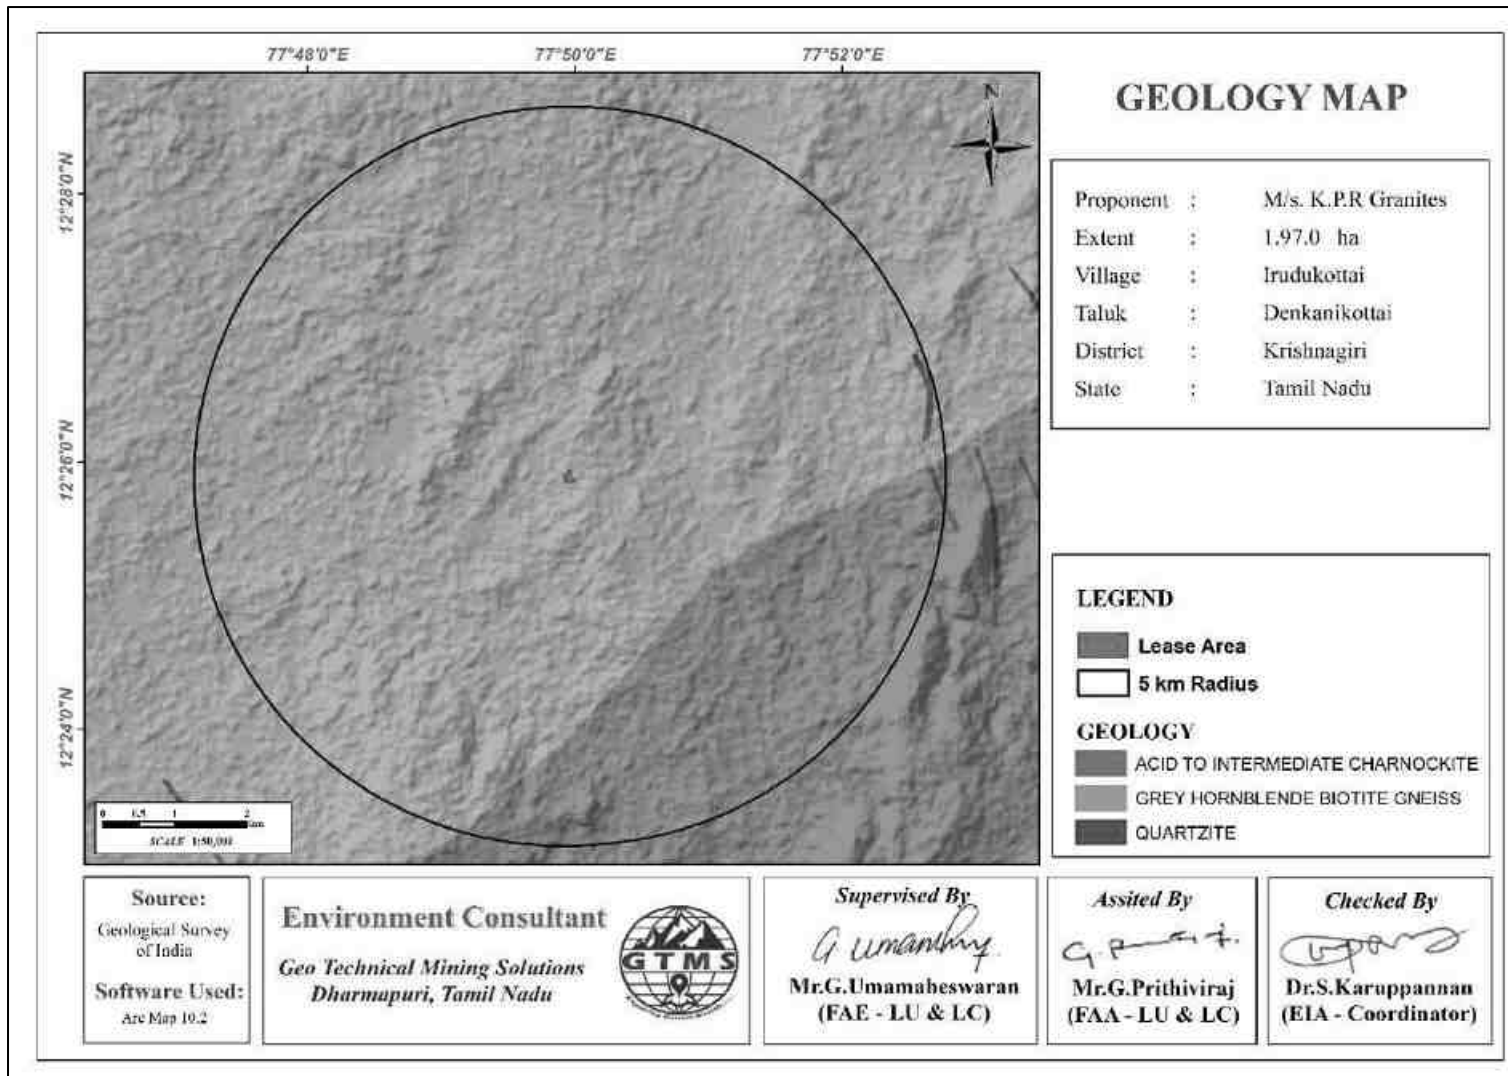 77°48'0"E
77°50'0"E
77°52'0"E
12°28'0"N
12°26'0"N
12°24'0"N
N
GEOLOGY MAP
Proponent : M/s. K.P.R Granites
Extent : 1.97.0 ha
Village : Irudukottai
Taluk : Denkanikottai
District : Krishnagiri
State : Tamil Nadu
LEGEND
Lease Area
5 km Radius
GEOLOGY
ACID TO INTERMEDIATE CHARNOCKITE
GREY HORNBLENDE BIOTITE GNEISS
QUARTZITE
0 0.5 1 2
km
SCALE 1:50,000
Source:
Geological Survey
of India
Software Used:
Arc Map 10.2
Environment Consultant
Geo Technical Mining Solutions
Dharmapuri, Tamil Nadu
GTMS
Supervised By
Mr.G.Umamaheswaran
(FAE - LU & LC)
Assited By
Mr.G.Prithiviraj
(FAA - LU & LC)
Checked By
Dr.S.Karuppannan
(EIA - Coordinator)